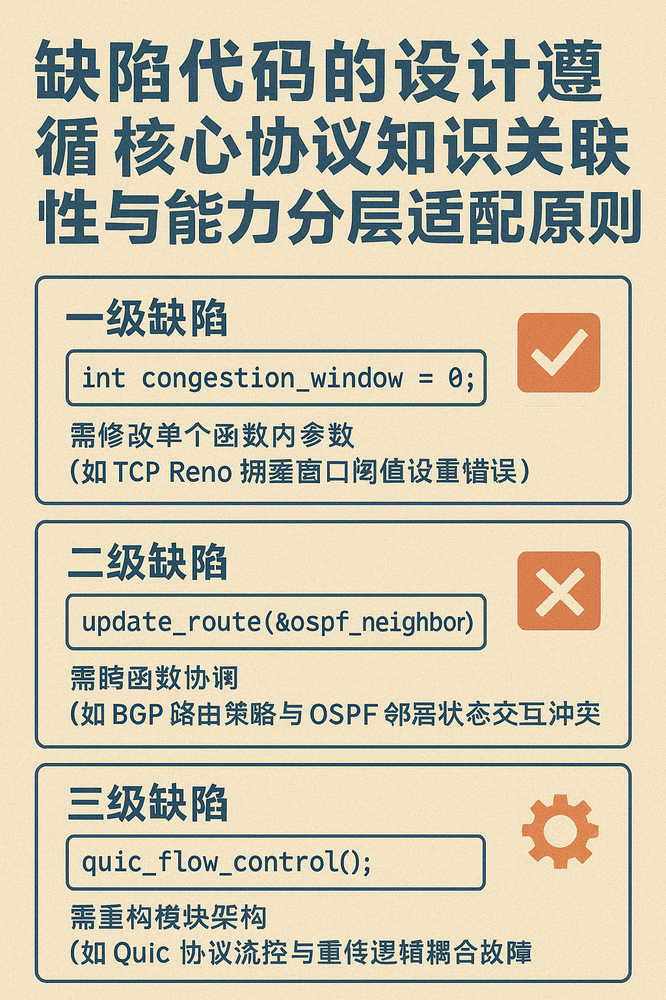 缺陷代码的设计遵
循 核心协议知识关联
性与能力分层适配原则
一级缺陷
int congestion_window = 0;
需修改单个函数内参数
(如 TCP Reno 拥塞窗口阈值设置错误)
二级缺陷
update_route(&ospf_neighbor)
需 函数协调
(如 BGP 路由策略与 OSPF 邻居状态交互冲突
三级缺陷
quic_flow_control();
需重构模块架构
(如 Quic 协议流控与重传逻辑耦合故障